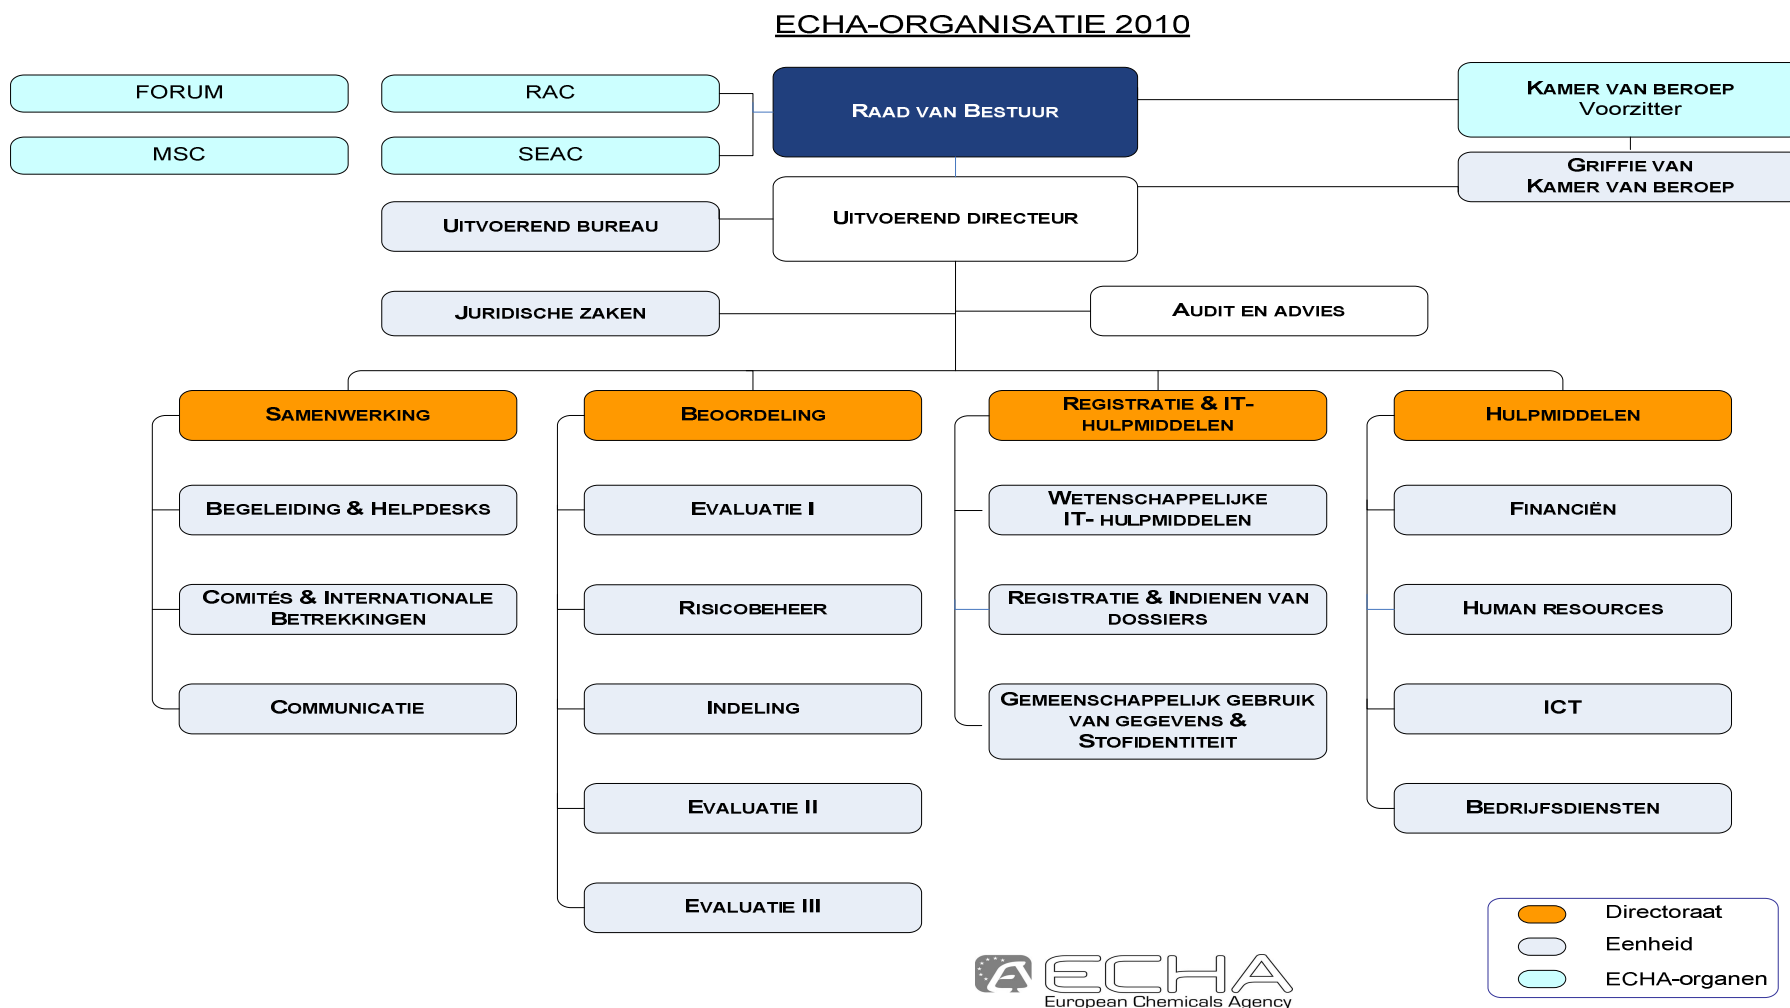 ECHA-ORGANISATIE 2010
FORUM
RAC
RAAD VAN BESTUUR
KAMER VAN BEROEP
Voorzitter
MSC
SEAC
GRIFFIE VAN
KAMER VAN BEROEP
UITVOEREND BUREAU
UITVOEREND DIRECTEUR
JURIDISCHE ZAKEN
AUDIT EN ADVIES
SAMENWERKING
BEGELEIDING & HELPDESKS
COMITÉS & INTERNATIONALE
BETREKKINGEN
COMMUNICATIE
BEOORDELING
EVALUATIE I
RISICOBEHEER
INDELING
EVALUATIE II
EVALUATIE III
REGISTRATIE & IT-
HULPMIDDELEN
WETENSCHAPPELIJKE
IT- HULPMIDDELEN
REGISTRATIE & INDIENEN VAN
DOSSIERS
GEMEENSCHAPPELIJK GEBRUIK
VAN GEGEVENS &
STOFIDENTITEIT
HULPMIDDELEN
FINANCIËN
HUMAN RESOURCES
ICT
BEDRIJFSDIENSTEN
Directoraat
Eenheid
ECHA-organen
ECHA
European Chemicals Agency